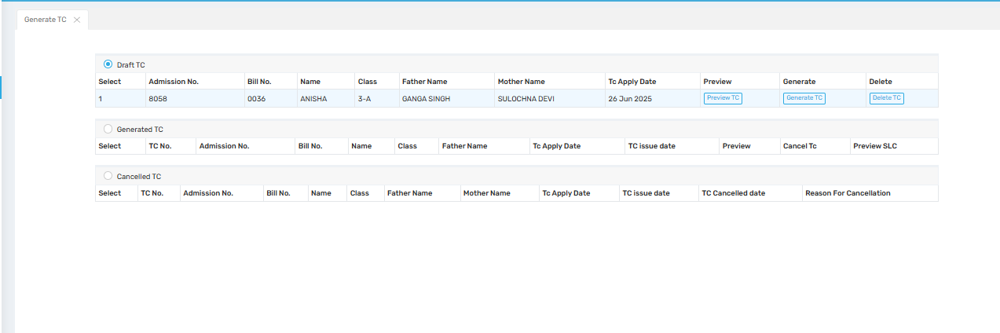 Generate TC
Draft TC
Select Admission No. Bill No. Name Class Father Name Mother Name Tc Apply Date Preview Generate Delete
1 8058 0036 ANISHA 3-A GANGA SINGH SULOCHNA DEVI 26 Jun 2025 Preview TC Generate TC Delete TC
Generated TC
Select TC No. Admission No. Bill No. Name Class Father Name Tc Apply Date TC issue date Preview Cancel Tc Preview SLC
Cancelled TC
Select TC No. Admission No. Bill No. Name Class Father Name Mother Name Tc Apply Date TC issue date TC Cancelled date Reason For Cancellation